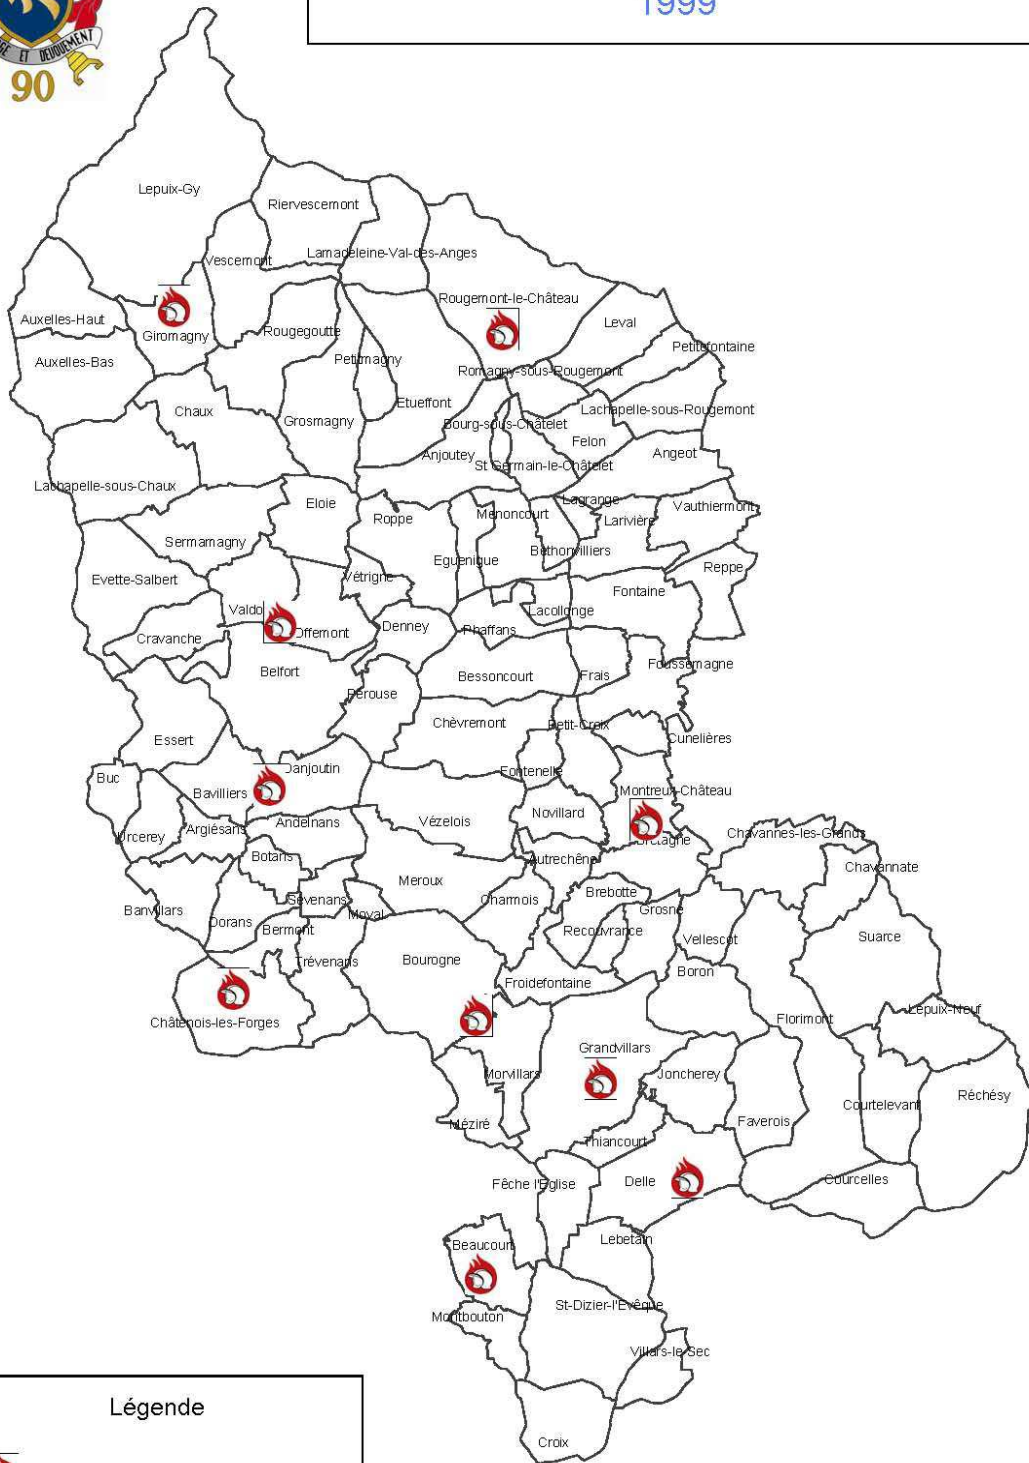 1999
GE ET DEVOUEMENT
90
Lepuix-Gy
Riervescemont
Vescemont
Lamadeleine-Val-des-Anges
Rougemont-le-Château
Auxelles-Haut
Giromagny
Rougegoutte
Leval
Petitefontaine
Auxelles-Bas
Petitmagny
Romagny-sous-Rougemont
Chaux
Etueffont
Lachapelle-sous-Rougemont
Grosmagny
Bourg-sous-Châtelet
Felon
Anjoutey
St Germain-le-Châtelet
Angeot
Lachapelle-sous-Chaux
Eloie
Lagrange
Vauthiermont
Roppe
Menoncourt
Larivière
Sermamagny
Eguenigue
Bethonvilliers
Evette-Salbert
Vétrigne
Reppe
Fontaine
Valdo
Lacollonge
Cravanche
Offemont
Denney
Phaffans
Belfort
Bessoncourt
Frais
Foussemagne
Pérouse
Chèvremont
Petit-Croix
Essert
Cunelières
Danjoutin
Fontenelle
Buc
Bavilliers
Montreux-Château
Novillard
Argiésans
Andelnans
Vézelois
Urcerey
Chavannes-les-Grands
Bretagne
Botans
Autrechêne
Chavannate
Meroux
Brebotte
Sévenans
Charmois
Banvillars
Moval
Grosne
Dorans
Bermont
Recouvrance
Vellescot
Suarce
Trévenans
Bourogne
Boron
Froidefontaine
Châtenois-les-Forges
Florimont
Lepuix-Neuf
Grandvillars
Morvillars
Joncherey
Réchésy
Courtelevant
Méziré
Faverois
Thiancourt
Fêche l'Eglise
Delle
Courcelles
Beaucourt
Lebetain
St-Dizier-l'Evêque
Montbouton
Villars-le-Sec
Légende
Croix